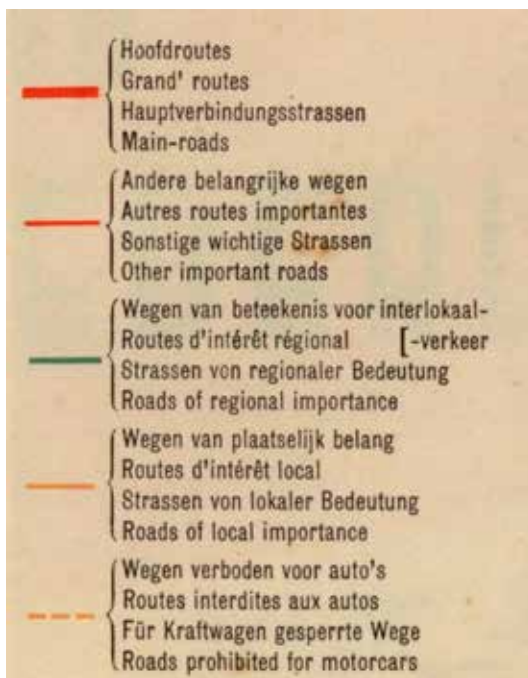 Hoofdroutes
Grand' routes
Hauptverbindungsstrassen
Main-roads
Andere belangrijke wegen
Autres routes importantes
Sonstige wichtige Strassen
Other important roads
Wegen van beteekenis voor interlokaal-
Routes d'intérêt régional [-verkeer
Strassen von regionaler Bedeutung
Roads of regional importance
Wegen van plaatselijk belang
Routes d'intérêt local
Strassen von lokaler Bedeutung
Roads of local importance
Wegen verboden voor auto's
Routes interdites aux autos
Für Kraftwagen gesperrte Wege
Roads prohibited for motorcars